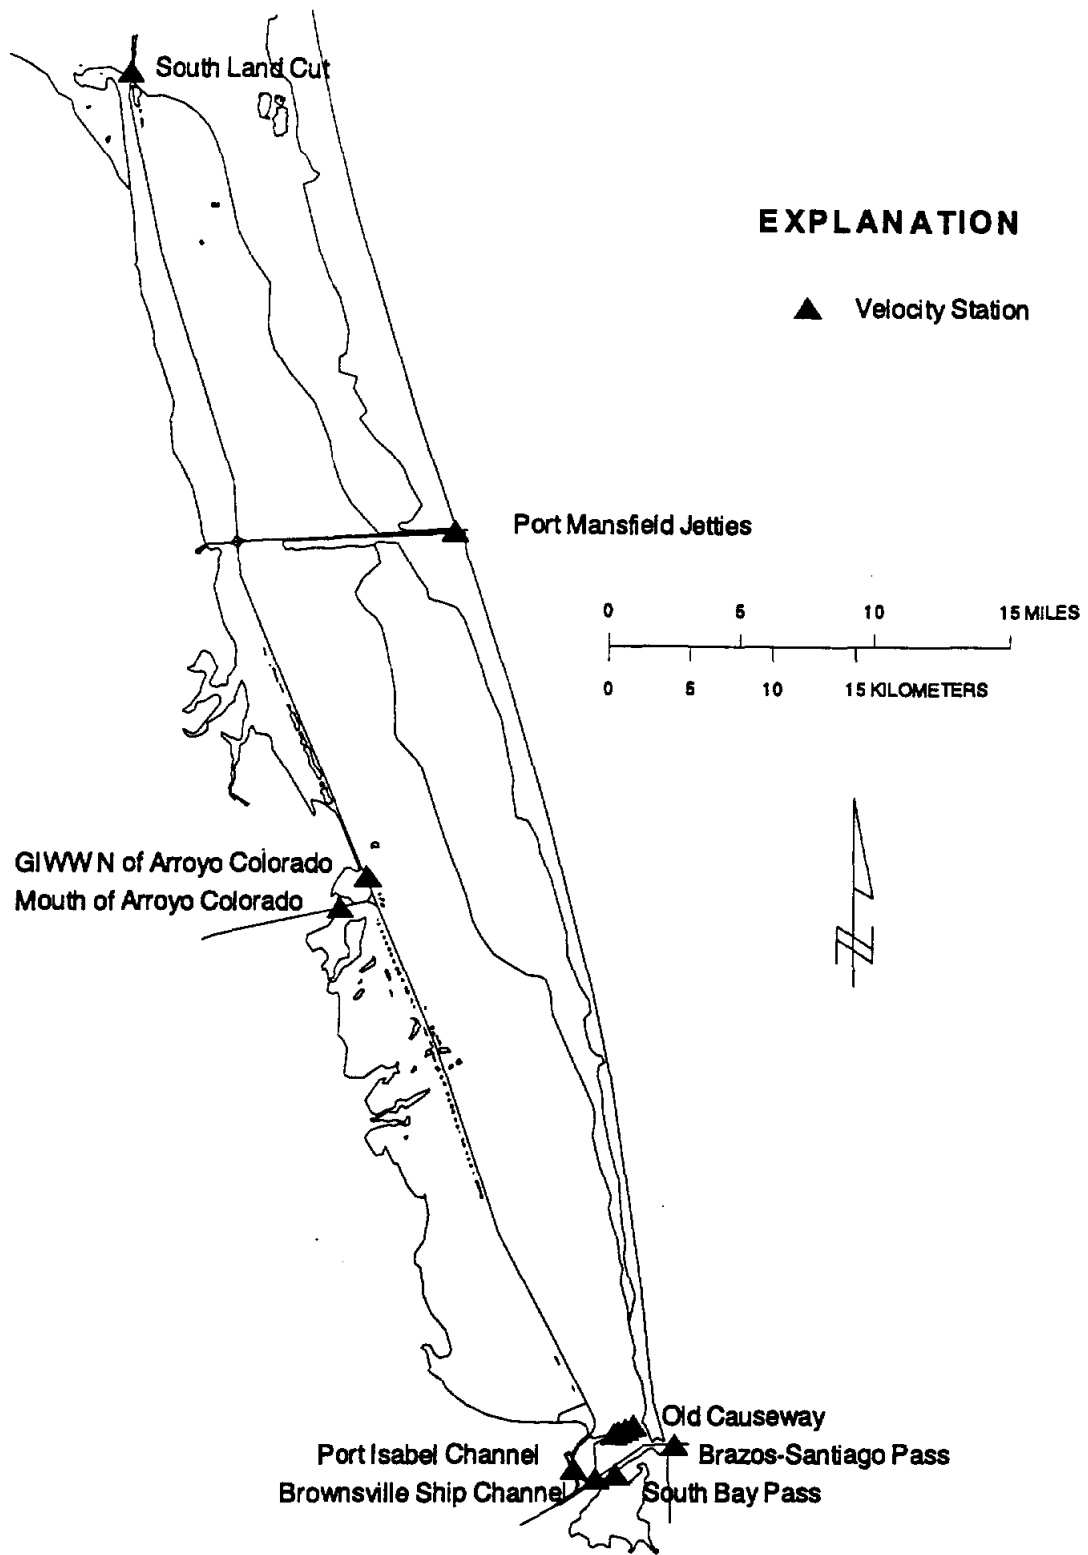 South Land Cut
EXPLANATION
Velocity Station
Port Mansfield Jetties
0 5 10 15 MILES
0 5 10 15 KILOMETERS
GIWW N of Arroyo Colorado
Mouth of Arroyo Colorado
N
Old Causeway
Port Isabel Channel
Brazos-Santiago Pass
Brownsville Ship Channel
South Bay Pass